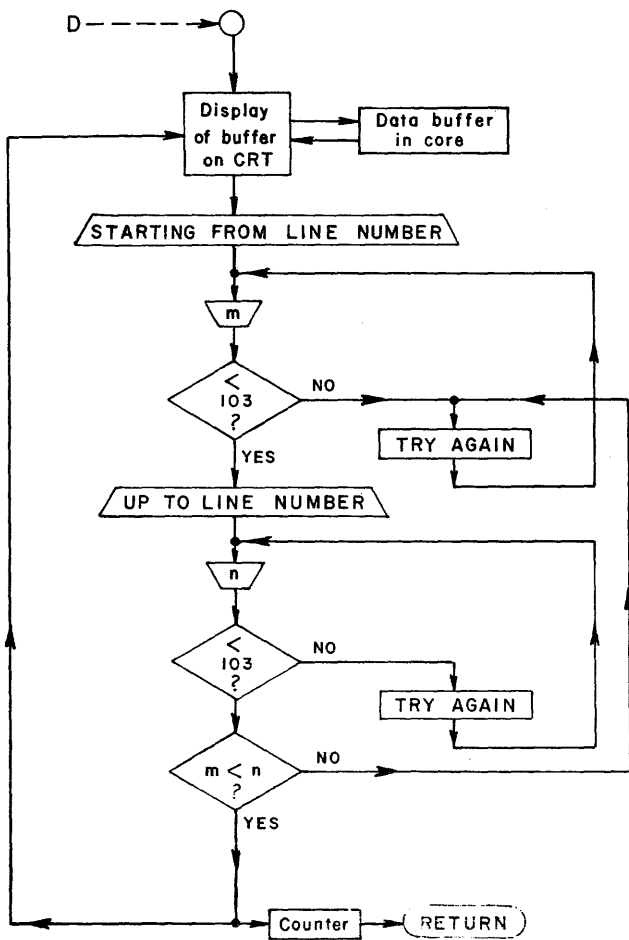 D
Display
of buffer
on CRT
Data buffer
in core
STARTING FROM LINE NUMBER
m
<
103
?
NO
YES
TRY AGAIN
UP TO LINE NUMBER
n
<
103
?
NO
TRY AGAIN
m < n
?
NO
YES
Counter
RETURN